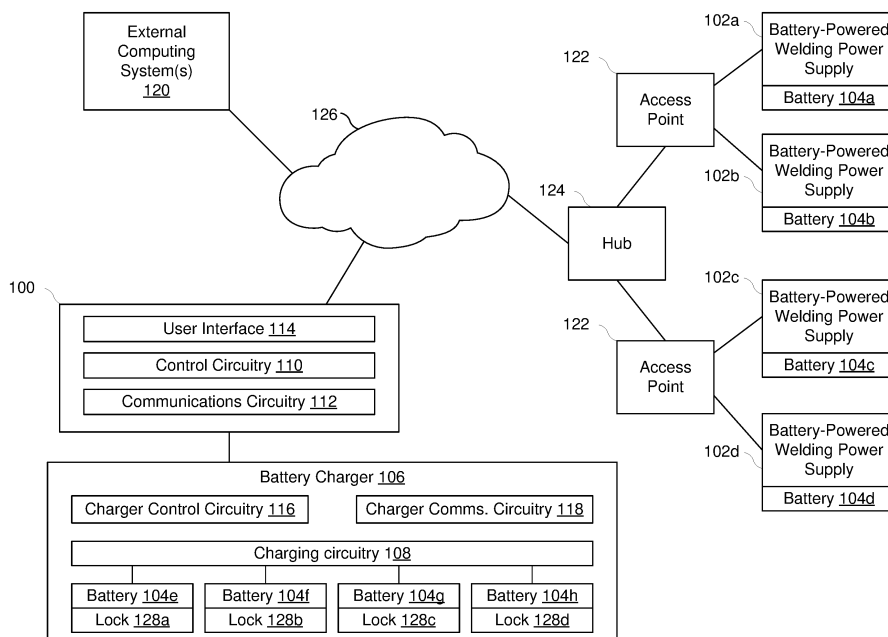 External
Computing
System(s)
120
126
102a
Battery-Powered
Welding Power
Supply
Battery 104a
122
Access
Point
102b
Battery-Powered
Welding Power
Supply
Battery 104b
124
Hub
100
User Interface 114
Control Circuitry 110
Communications Circuitry 112
122
Access
Point
102c
Battery-Powered
Welding Power
Supply
Battery 104c
102d
Battery-Powered
Welding Power
Supply
Battery 104d
Battery Charger 106
Charger Control Circuitry 116
Charger Comms. Circuitry 118
Charging circuitry 108
Battery 104e
Lock 128a
Battery 104f
Lock 128b
Battery 104g
Lock 128c
Battery 104h
Lock 128d